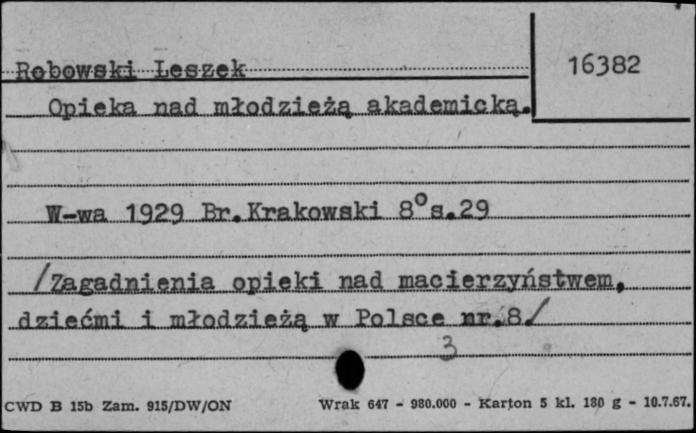 Robowski Leszek
16382
Opieka nad młodzieżą akademicką.
W-wa 1929 Br.Krakowski 8°s.29
/Zagadnienia opieki nad macierzyństwem,
dziećmi i młodzieżą w Polsce nr.8/
3
CWD B 15b Zam. 915/DW/ON Wrak 647 - 980.000 - Karton 5 kl. 180 g - 10.7.67.